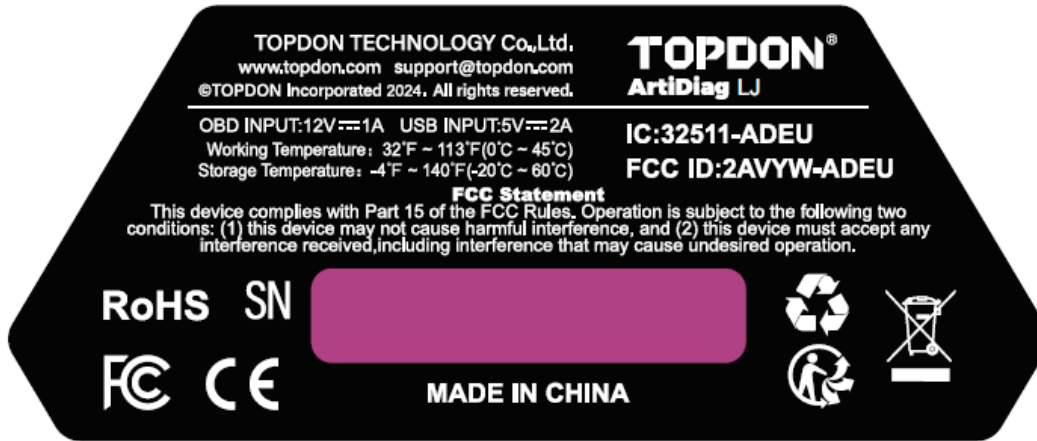 TOPDON TECHNOLOGY Co.,Ltd.
www.topdon.com support@topdon.com
©TOPDON Incorporated 2024. All rights reserved.
TOPDON®
ArtiDiag LJ
OBD INPUT:12V⎓1A USB INPUT:5V⎓2A
Working Temperature: 32°F ~ 113°F(0°C ~ 45°C)
Storage Temperature: -4°F ~ 140°F(-20°C ~ 60°C)
IC:32511-ADEU
FCC ID:2AVYW-ADEU
FCC Statement
This device complies with Part 15 of the FCC Rules. Operation is subject to the following two
conditions: (1) this device may not cause harmful interference, and (2) this device must accept any
interference received,including interference that may cause undesired operation.
RoHS SN
FC CE
MADE IN CHINA